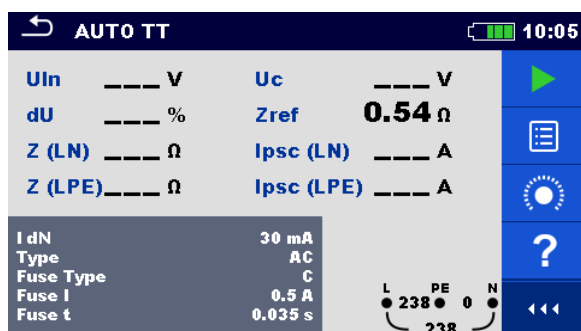 AUTO TT 10:05
Uln ___ V Uc ___ V
dU ___ % Zref 0.54 Ω
Z (LN) ___ Ω Ipsc (LN) ___ A
Z (LPE)___ Ω Ipsc (LPE) ___ A
I dN 30 mA
Type AC
Fuse Type C
Fuse I 0.5 A
Fuse t 0.035 s
?
L PE N
238 0
238